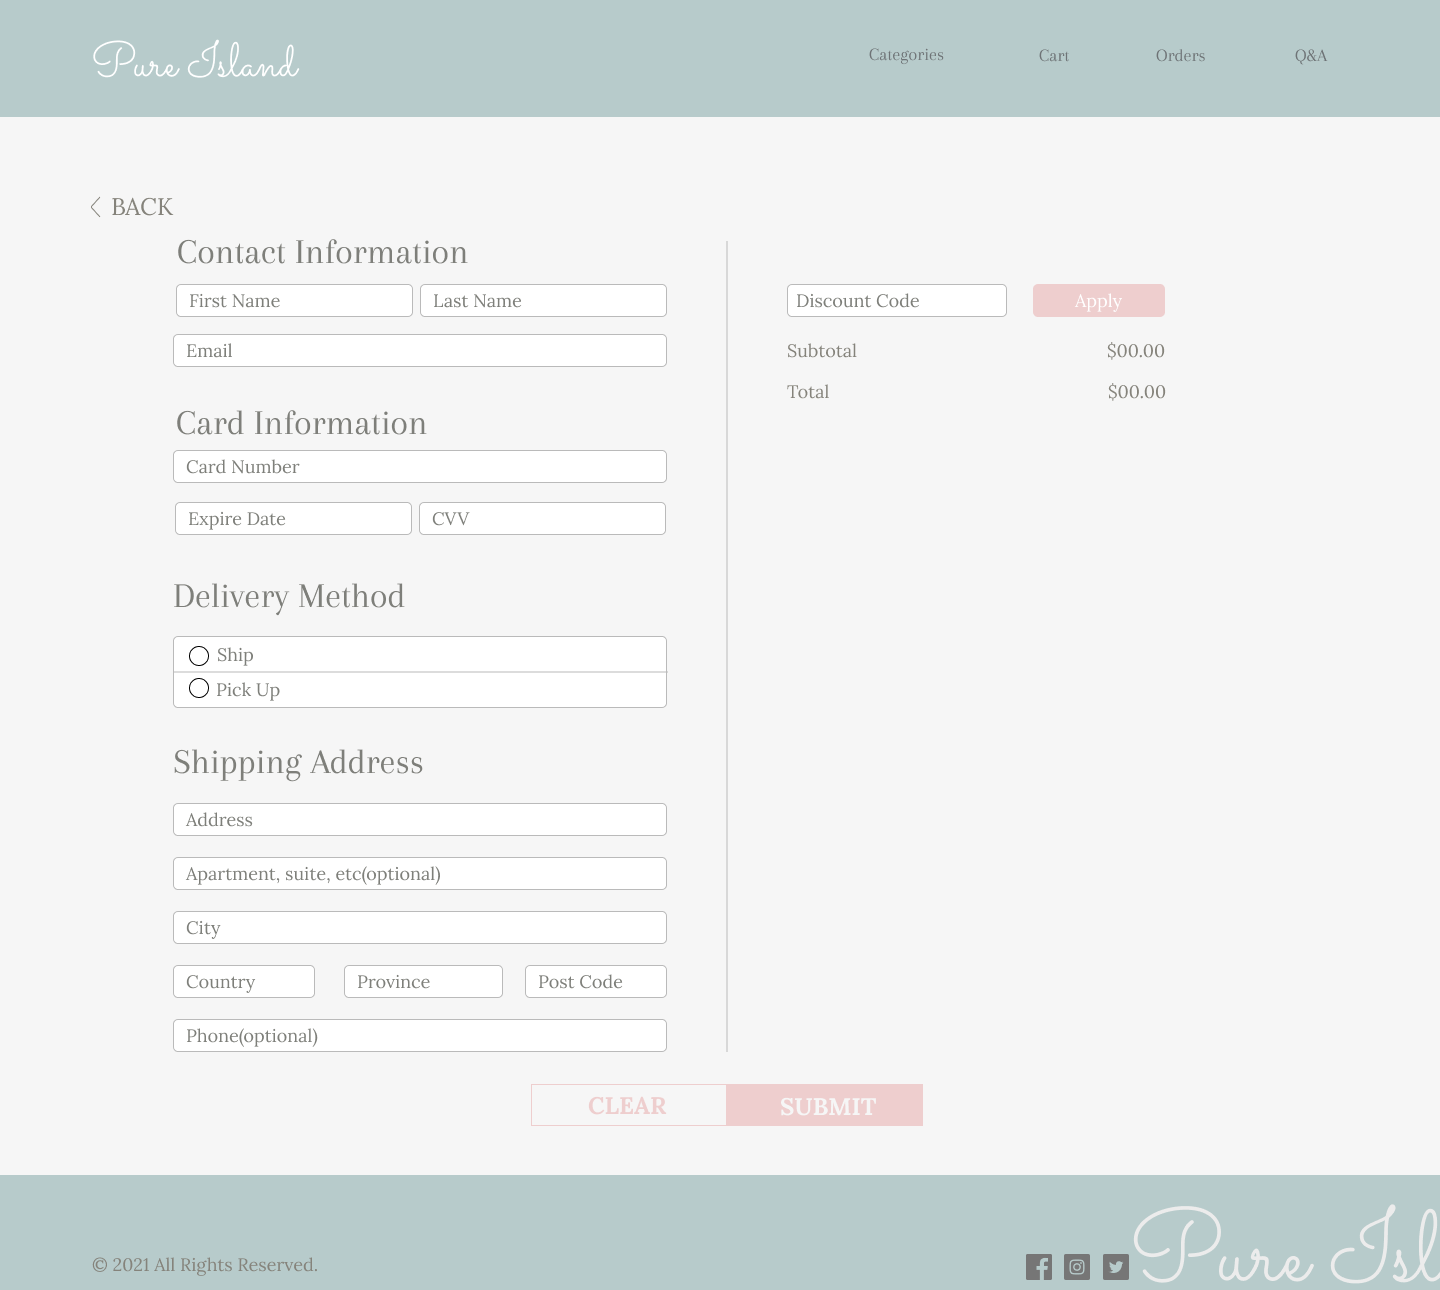 Pure Island
Categories
Cart
Orders
Q&A
BACK
Contact Information
First Name
Last Name
Email
Card Information
Card Number
Expire Date
CVV
Delivery Method
Ship
Pick Up
Shipping Address
Address
Apartment, suite, etc(optional)
City
Country
Province
Post Code
Phone(optional)
Discount Code
Apply
Subtotal
$00.00
Total
$00.00
CLEAR
SUBMIT
© 2021 All Rights Reserved.
Pure Isl